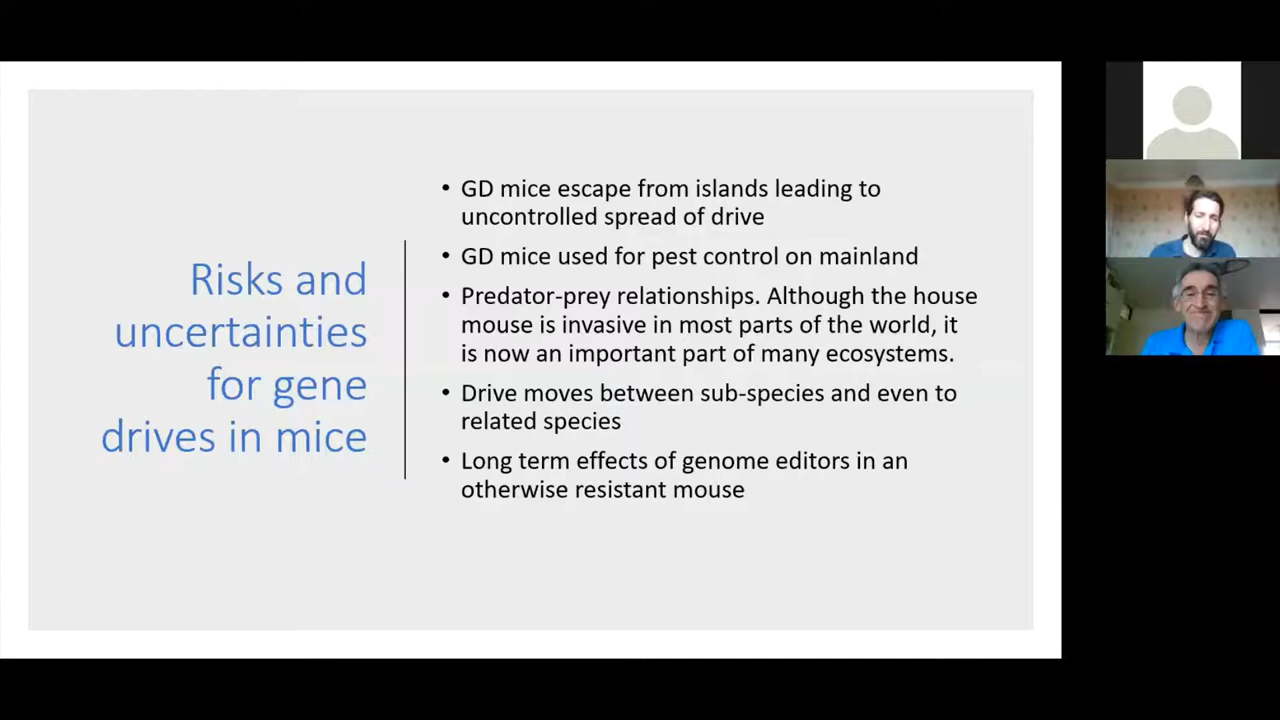 Risks and
uncertainties
for gene
drives in mice
• GD mice escape from islands leading to
uncontrolled spread of drive
• GD mice used for pest control on mainland
• Predator-prey relationships. Although the house
mouse is invasive in most parts of the world, it
is now an important part of many ecosystems.
• Drive moves between sub-species and even to
related species
• Long term effects of genome editors in an
otherwise resistant mouse